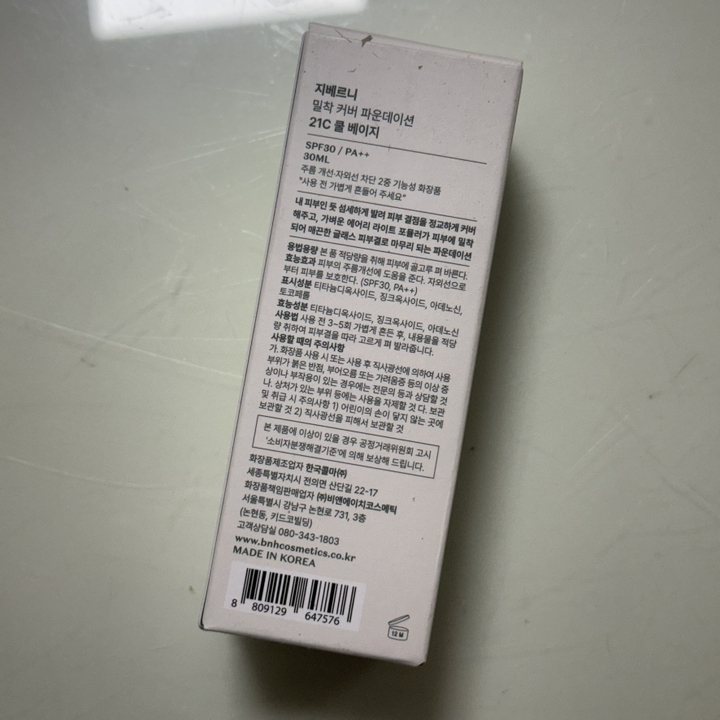 지베르니
밀착 커버 파운데이션
21C 쿨 베이지
SPF30 / PA++
30ML
주름 개선·자외선 차단 2중 기능성 화장품
"사용 전 가볍게 흔들어 주세요"
내 피부인 듯 섬세하게 발려 피부 결점을 정교하게 커버
해주고, 가벼운 에어리 라이트 포뮬러가 피부에 밀착
되어 매끈한 글래스 피부결로 마무리 되는 파운데이션
용법용량 본 품 적당량을 취해 피부에 골고루 펴 바른다.
효능효과 피부의 주름개선에 도움을 준다. 자외선으로
부터 피부를 보호한다. (SPF30, PA++)
표시성분 티타늄디옥사이드, 징크옥사이드, 아데노신,
토코페롤
효능성분 티타늄디옥사이드, 징크옥사이드, 아데노신
사용법 사용 전 3~5회 가볍게 흔든 후, 내용물을 적당
량 취하여 피부결을 따라 고르게 펴 발라줍니다.
사용할 때의 주의사항
가. 화장품 사용 시 또는 사용 후 직사광선에 의하여 사용
부위가 붉은 반점, 부어오름 또는 가려움증 등의 이상 증
상이나 부작용이 있는 경우에는 전문의 등과 상담할 것
나. 상처가 있는 부위 등에는 사용을 자제할 것 다. 보관
및 취급 시 주의사항 1) 어린이의 손이 닿지 않는 곳에
보관할 것 2) 직사광선을 피해서 보관할 것
본 제품에 이상이 있을 경우 공정거래위원회 고시
'소비자분쟁해결기준'에 의해 보상해 드립니다.
화장품제조업자 한국콜마㈜
세종특별자치시 전의면 산단길 22-17
화장품책임판매업자 ㈜비앤에이치코스메틱
서울특별시 강남구 논현로 731, 3층
(논현동, 키드코빌딩)
고객상담실 080-343-1803
www.bnhcosmetics.co.kr
MADE IN KOREA
8 809129 647576
12 M